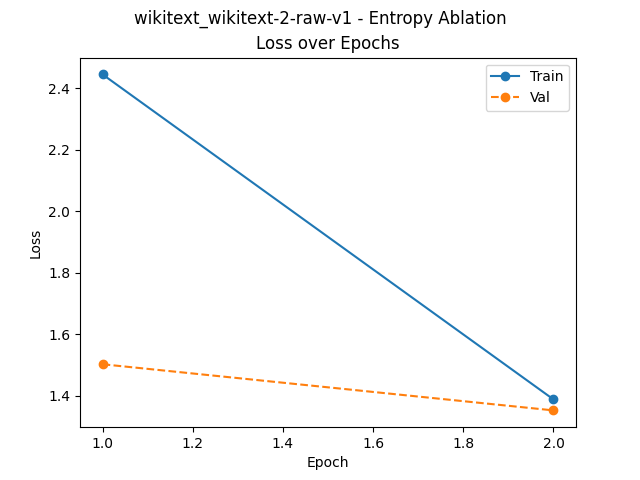 wikitext_wikitext-2-raw-v1 - Entropy Ablation
Loss over Epochs
Train
Val
2.4
2.2
2.0
1.8
1.6
1.4
Loss
1.0
1.2
1.4
1.6
1.8
2.0
Epoch